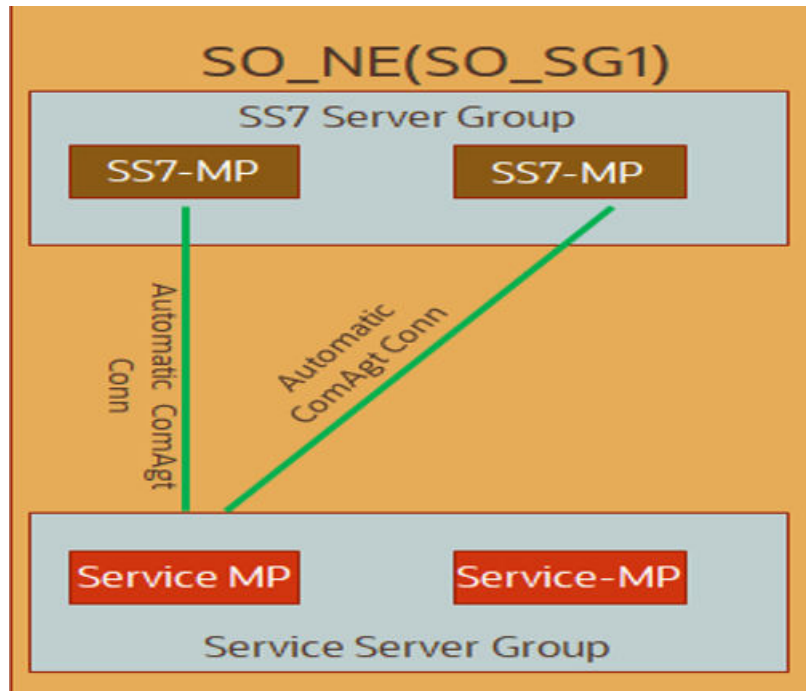 SO_NE(SO_SG1)
SS7 Server Group
SS7-MP
SS7-MP
Automatic ComAgt
Conn
Automatic
ComAgt Conn
Service MP
Service-MP
Service Server Group